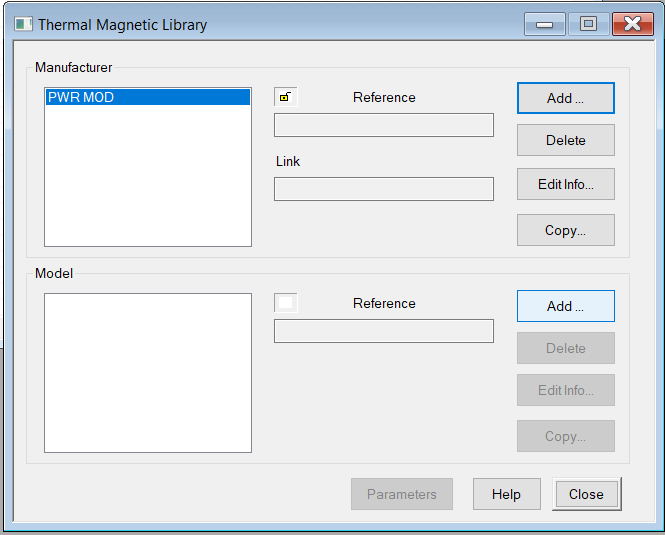 Thermal Magnetic Library
Manufacturer
PWR MOD
Reference
Add ...
Delete
Link
Edit Info...
Copy...
Model
Reference
Add ...
Delete
Edit Info...
Copy...
Parameters
Help
Close